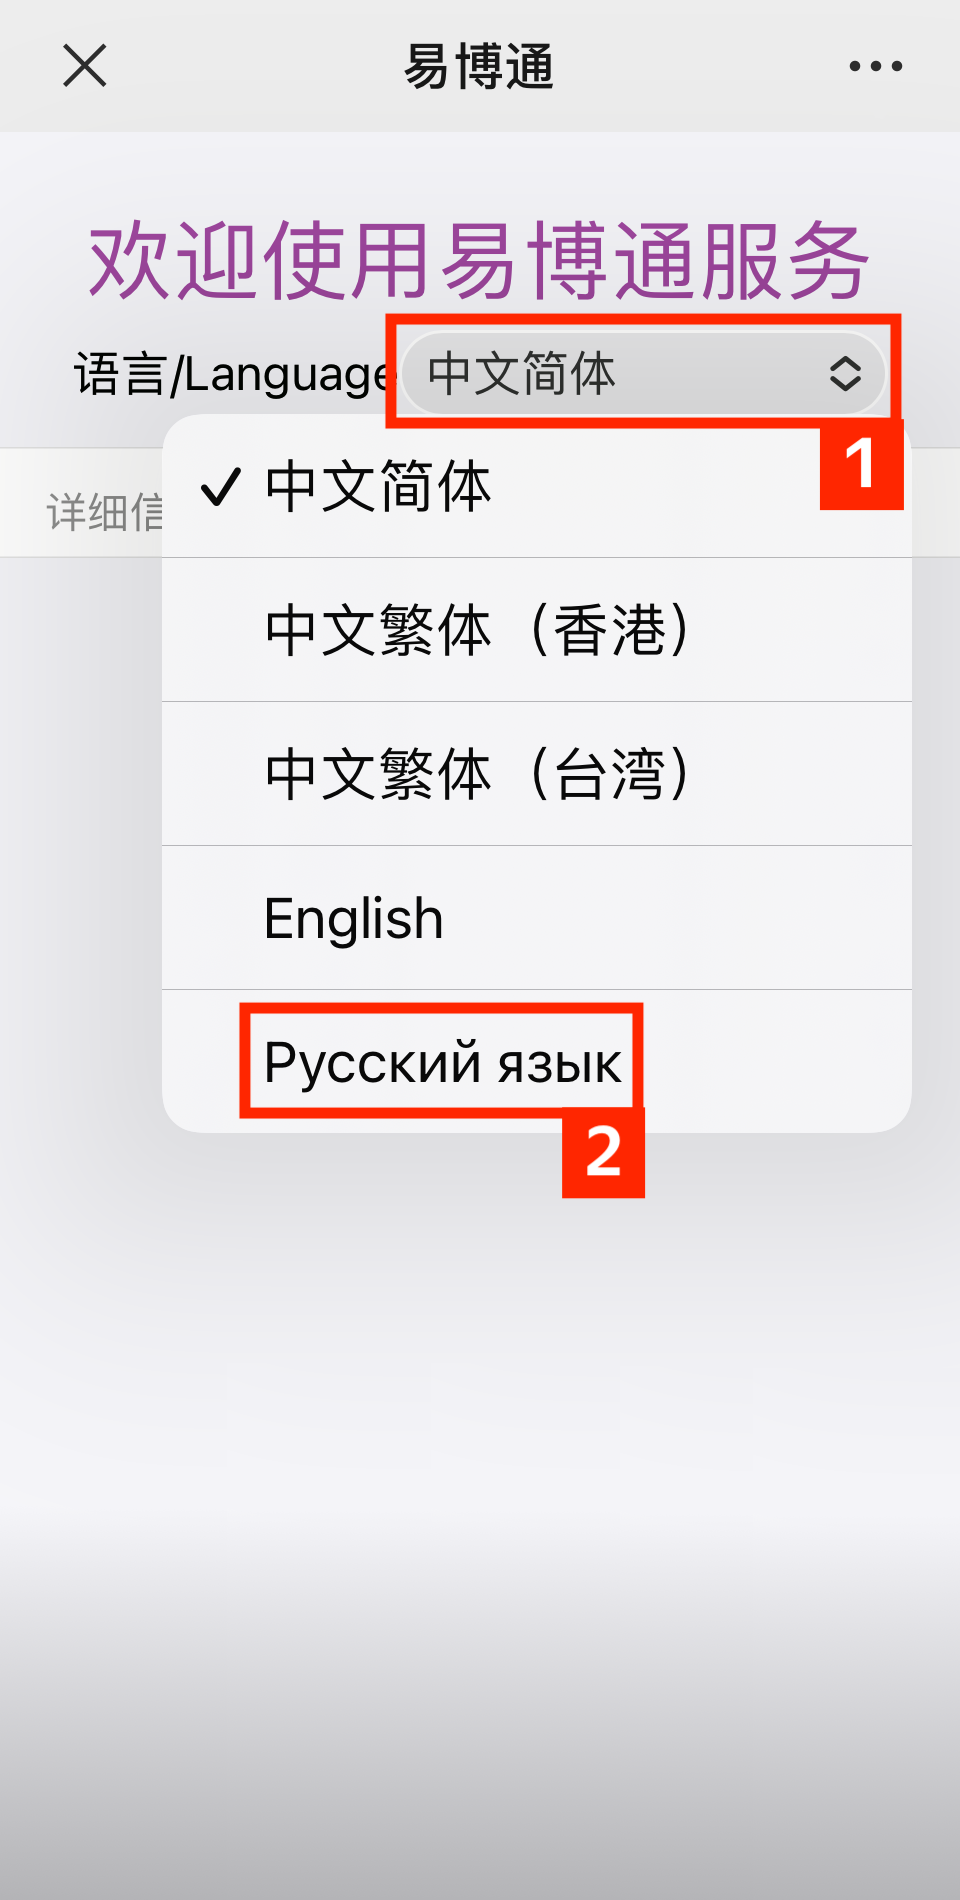 易博通
欢迎使用易博通服务
语言/Language 中文简体
1
详细信
中文简体
中文繁体（香港）
中文繁体（台湾）
English
Русский язык
2